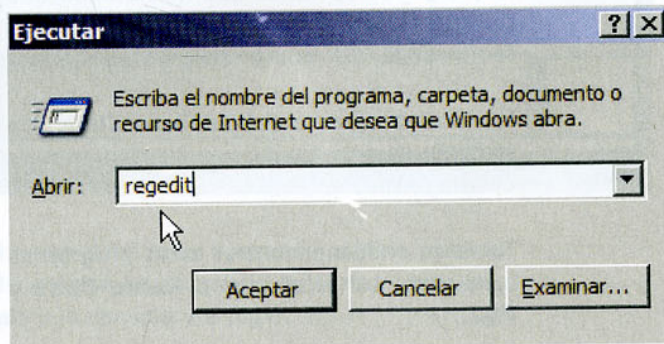 Ejecutar
Escriba el nombre del programa, carpeta, documento o
recurso de Internet que desea que Windows abra.
Abrir: regedit
Aceptar Cancelar Examinar...